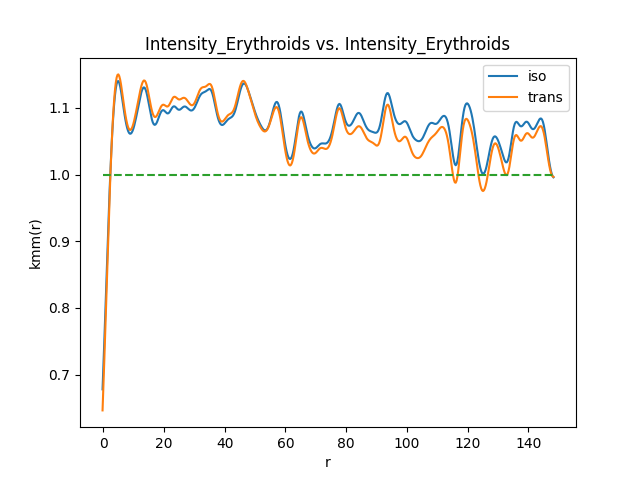 Intensity_Erythroids vs. Intensity_Erythroids
iso
trans
1.1
1.0
0.9
0.8
0.7
kmm(r)
0 20 40 60 80 100 120 140
r